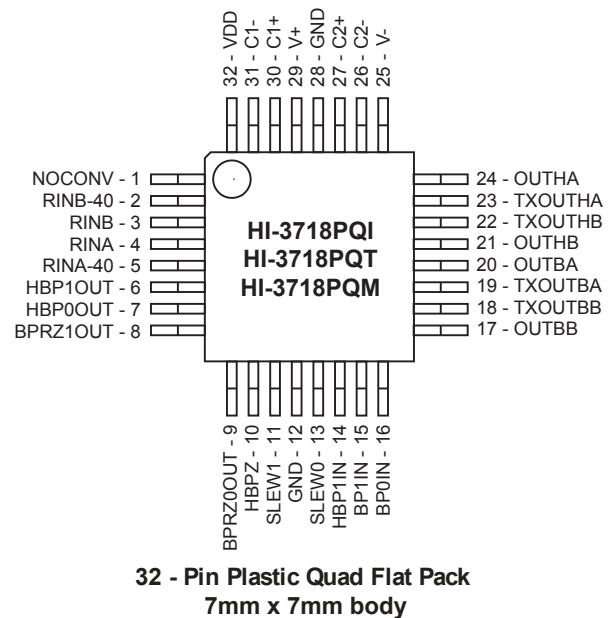 32 - VDD
31 - C1-
30 - C1+
29 - V+
28 - GND
27 - C2+
26 - C2-
25 - V-
NOCONV - 1
RINB-40 - 2
RINB - 3
RINA - 4
RINA-40 - 5
HBP1OUT - 6
HBP0OUT - 7
BPRZ1OUT - 8
HI-3718PQI
HI-3718PQT
HI-3718PQM
24 - OUTHA
23 - TXOUTHA
22 - TXOUTHB
21 - OUTHB
20 - OUTBA
19 - TXOUTBA
18 - TXOUTBB
17 - OUTBB
BPRZ0OUT - 9
HBPZ - 10
SLEW1 - 11
GND - 12
SLEW0 - 13
HBP1IN - 14
BP1IN - 15
BP0IN - 16
32 - Pin Plastic Quad Flat Pack
7mm x 7mm body